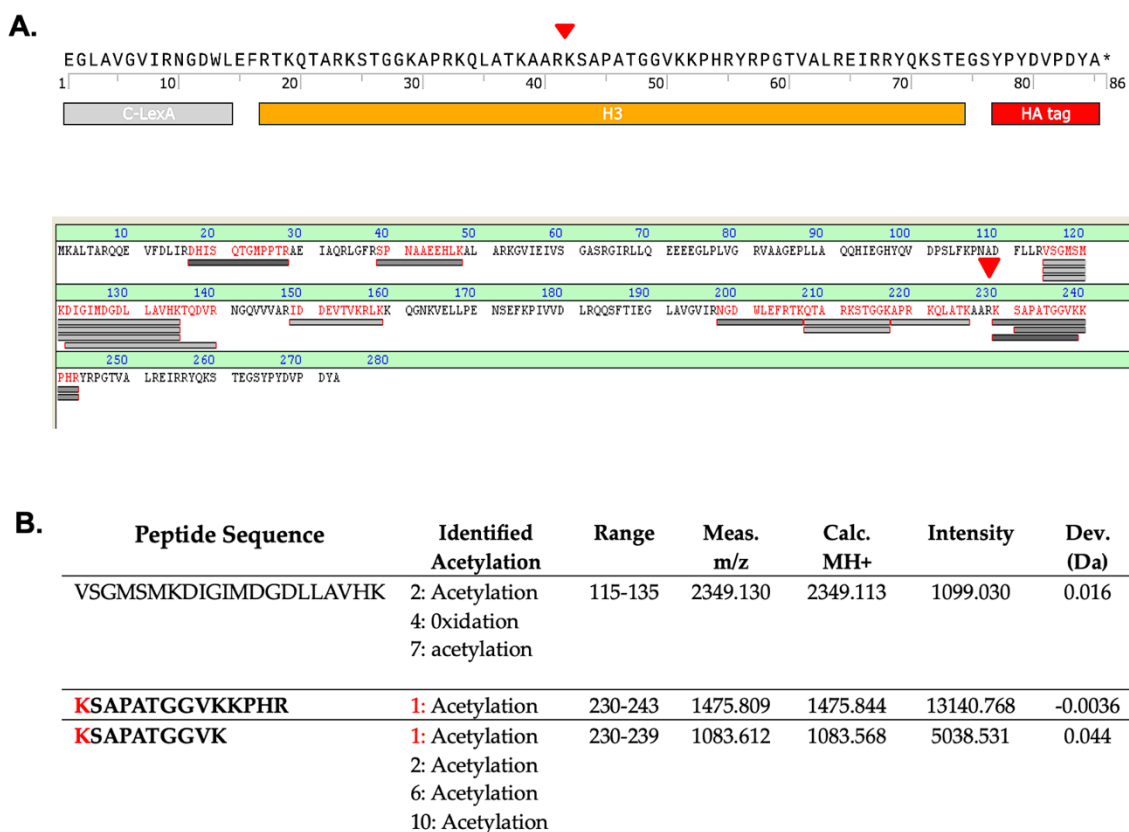 A.
EGLAVGVIRNGDWLEFRTKQTARKSTGGKAPRKQLATKAARKSAPATGGVKKPHRYRPGTVALREIRRYQKSTEGSYPYDVPDYA*
1 10 20 30 40 50 60 70 80 86
C-LexA H3 HA tag
10 20 30 40 50 60 70 80 90 100 110 120
MKALTARQQE VFDLIRDHIS QTGMPPTRAE IAQRLGFRSP NAAEEHLKAL ARKGVIEIVS GASRGIRLLQ EEEEGLPLVG RVAAGEPLLA QQHIEGHYQV DPSLFKPNAD FLLRVSGMSM
130 140 150 160 170 180 190 200 210 220 230 240
KDIGIMDGDL LAVHKTQDVR NGQVVVARID DEVTVKRLKK QGNKVELLPE NSEFKPIVVD LRQQSFTIEG LAVGVIRNGD WLEFRTKQTA RKSTGGKAPR KQLATKAARK SAPATGGVKK
250 260 270 280
PHRYRPGTVA LREIRRYQKS TEGSYPYDVP DYA
B.
Peptide Sequence Identified Acetylation Range Meas. m/z Calc. MH+ Intensity Dev. (Da)
VSGMSMKDIGIMDGDLLAVHK 2: Acetylation 115-135 2349.130 2349.113 1099.030 0.016
4: 0xidation
7: acetylation
KSAPATGGVKKPHR 1: Acetylation 230-243 1475.809 1475.844 13140.768 -0.0036
KSAPATGGVK 1: Acetylation 230-239 1083.612 1083.568 5038.531 0.044
2: Acetylation
6: Acetylation
10: Acetylation